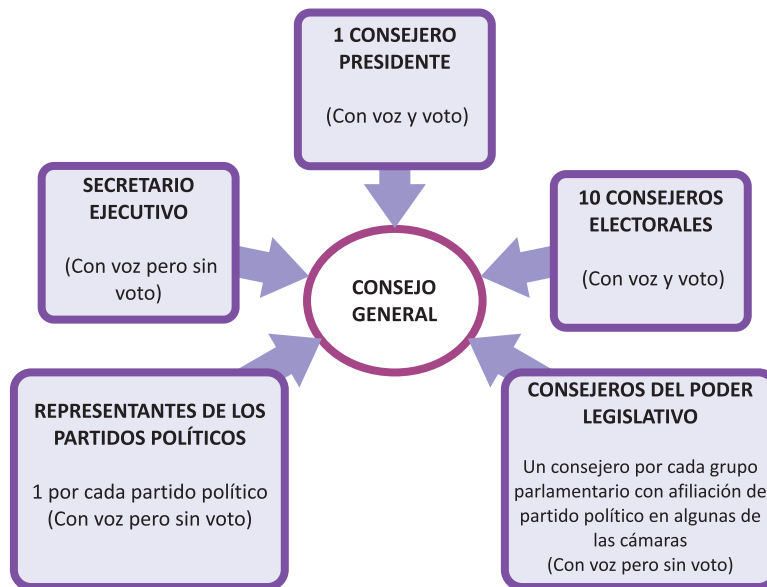 1 CONSEJERO
PRESIDENTE
(Con voz y voto)
SECRETARIO
EJECUTIVO
(Con voz pero sin
voto)
10 CONSEJEROS
ELECTORALES
(Con voz y voto)
CONSEJO
GENERAL
REPRESENTANTES DE LOS
PARTIDOS POLÍTICOS
1 por cada partido político
(Con voz pero sin voto)
CONSEJEROS DEL PODER
LEGISLATIVO
Un consejero por cada grupo
parlamentario con afiliación de
partido político en algunas de
las cámaras
(Con voz pero sin voto)